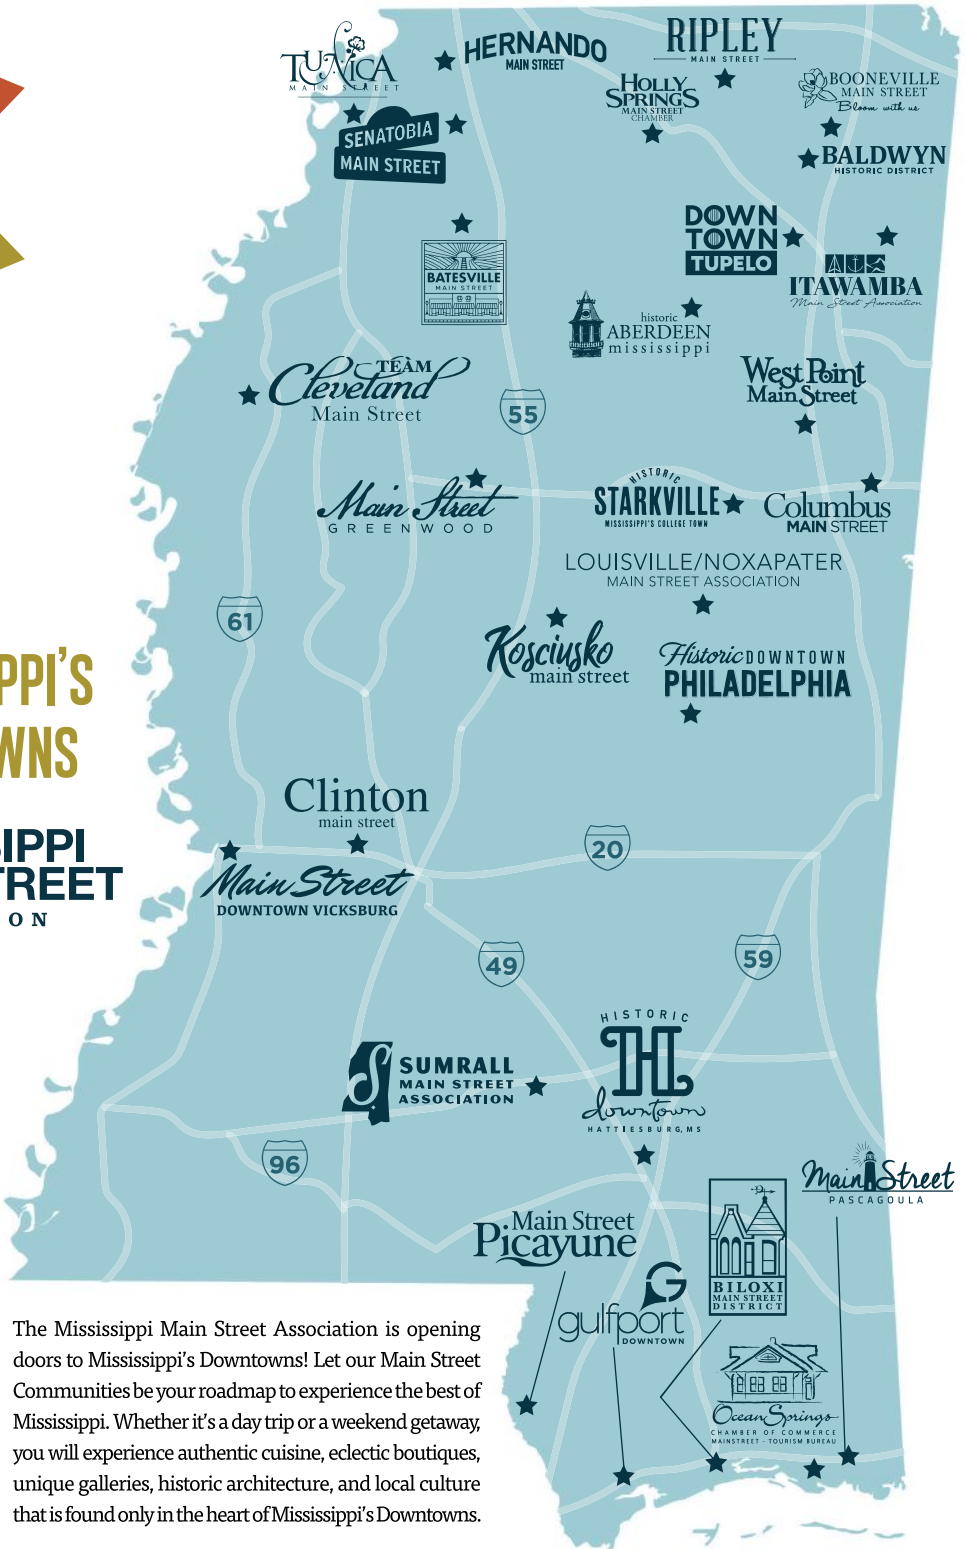 TUNICA
MAIN STREET
HERNANDO
MAIN STREET
RIPLEY
MAIN STREET
HOLLY
SPRINGS
MAIN STREET
CHAMBER
BOONEVILLE
MAIN STREET
Bloom with us
SENATOBIA
MAIN STREET
BALDWYN
HISTORIC DISTRICT
DOWN
TOWN
TUPELO
BATESVILLE
MAIN STREET
ITAWAMBA
Main Street Association
historic
ABERDEEN
mississippi
TEAM
Cleveland
Main Street
55
West Point
Main Street
Main Street
GREENWOOD
HISTORIC
STARKVILLE
MISSISSIPPI'S COLLEGE TOWN
Columbus
MAIN STREET
LOUISVILLE/NOXAPATER
MAIN STREET ASSOCIATION
61
Kosciusko
main street
Historic DOWNTOWN
PHILADELPHIA
PPI'S
WNS
Clinton
main street
SIPPI
TREET
ON
20
Main Street
DOWNTOWN VICKSBURG
49
59
HISTORIC
H
downtown
HATTIESBURG, MS
S
SUMRALL
MAIN STREET
ASSOCIATION
96
Main Street
PASCAGOULA
Main Street
Picayune
BILOXI
MAIN STREET
DISTRICT
G
gulfport
DOWNTOWN
Ocean Springs
CHAMBER OF COMMERCE
MAINSTREET - TOURISM BUREAU
The Mississippi Main Street Association is opening
doors to Mississippi's Downtowns! Let our Main Street
Communities be your roadmap to experience the best of
Mississippi. Whether it's a day trip or a weekend getaway,
you will experience authentic cuisine, eclectic boutiques,
unique galleries, historic architecture, and local culture
that is found only in the heart of Mississippi's Downtowns.